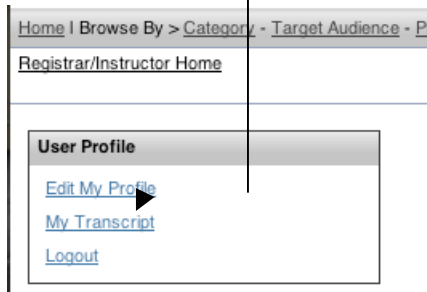 Home | Browse By > Category - Target Audience - P
Registrar/Instructor Home
User Profile
Edit My Profile
My Transcript
Logout